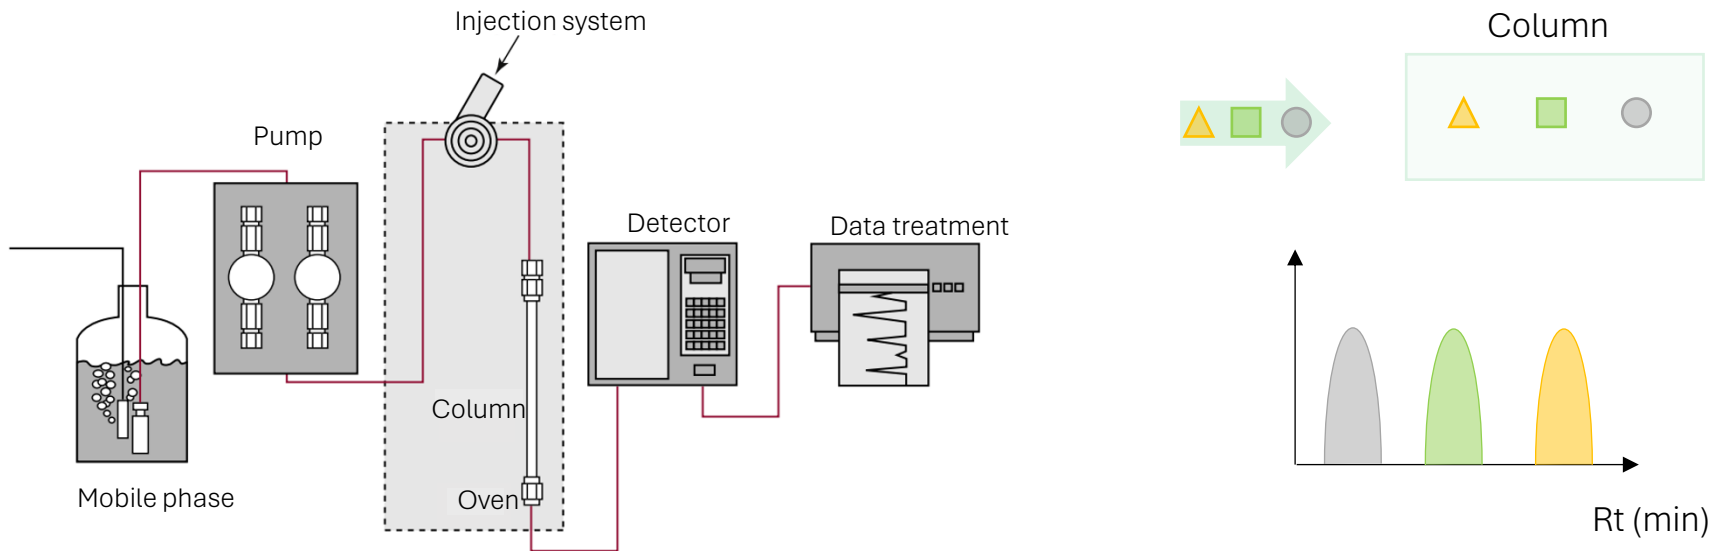 Injection system
Column
Pump
Detector
Data treatment
Column
Oven
Mobile phase
Rt (min)